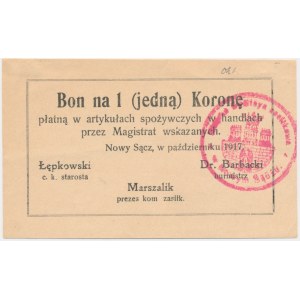 Bon na 1 (jedną) Koronę
płatną w artykułach spożywczych w handlach
przez Magistrat wskazanych.
Nowy Sącz, w październiku 1917.
Łępkowski
c. k. starosta
Dr. Barbacki
burmistrz
Marszalik
prezes kom zarilk.